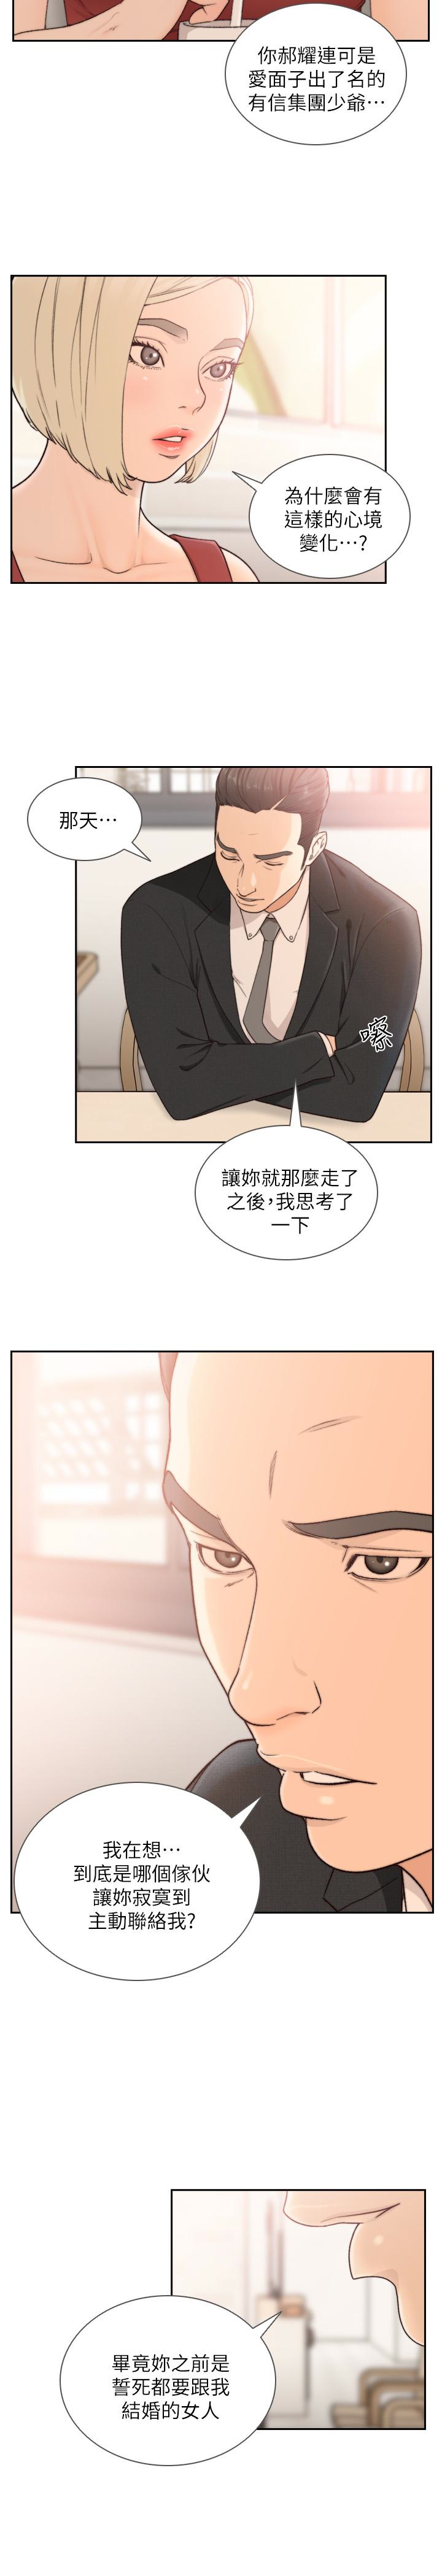 你郝耀連可是
愛面子出了名的
有信集團少爺…
為什麼會有
這樣的心境
變化…?
那天…
嚓
讓妳就那麼走了
之後,我思考了
一下
我在想…
到底是哪個傢伙
讓妳寂寞到
主動聯絡我?
畢竟妳之前是
誓死都要跟我
結婚的女人